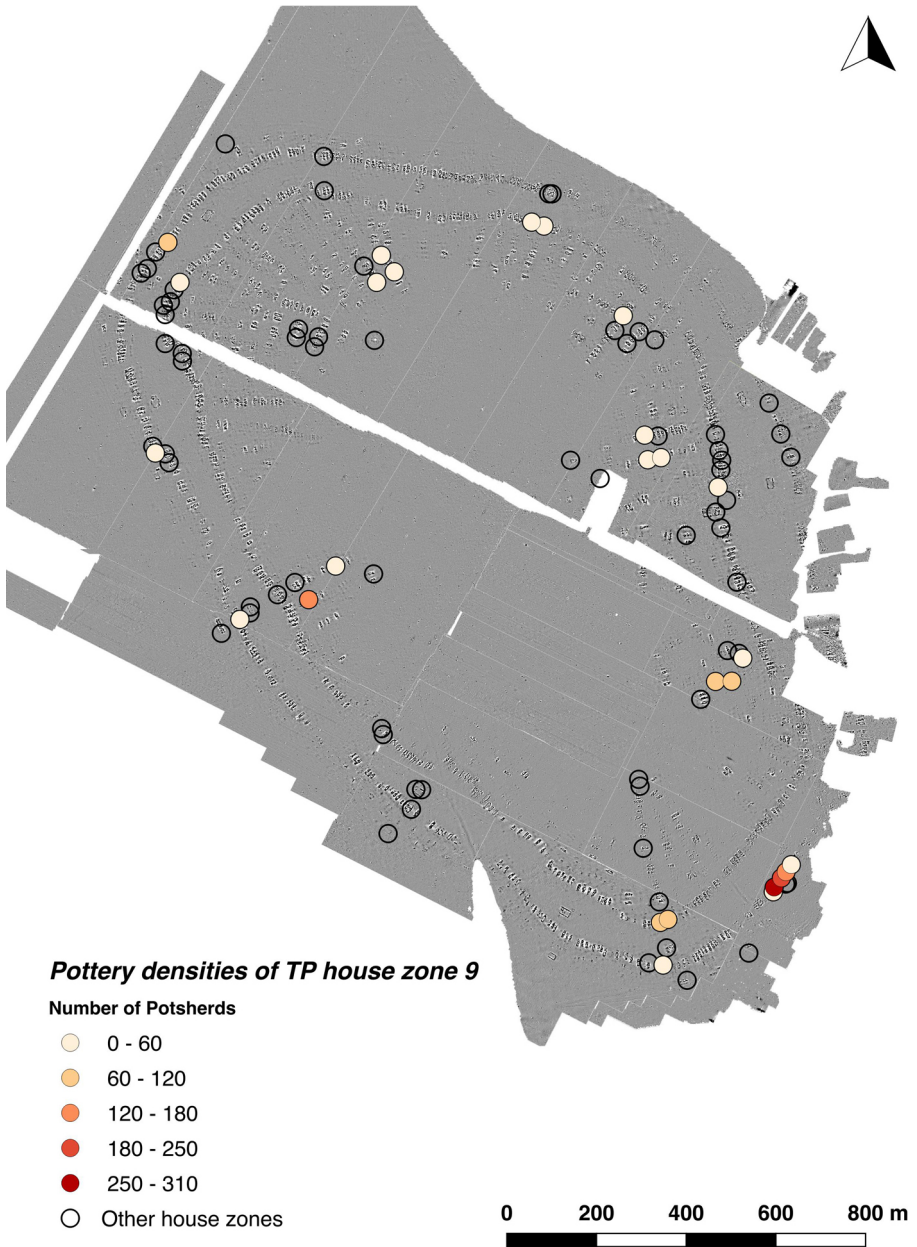 Pottery densities of TP house zone 9
Number of Potsherds
0 - 60
60 - 120
120 - 180
180 - 250
250 - 310
Other house zones
0 200 400 600 800 m